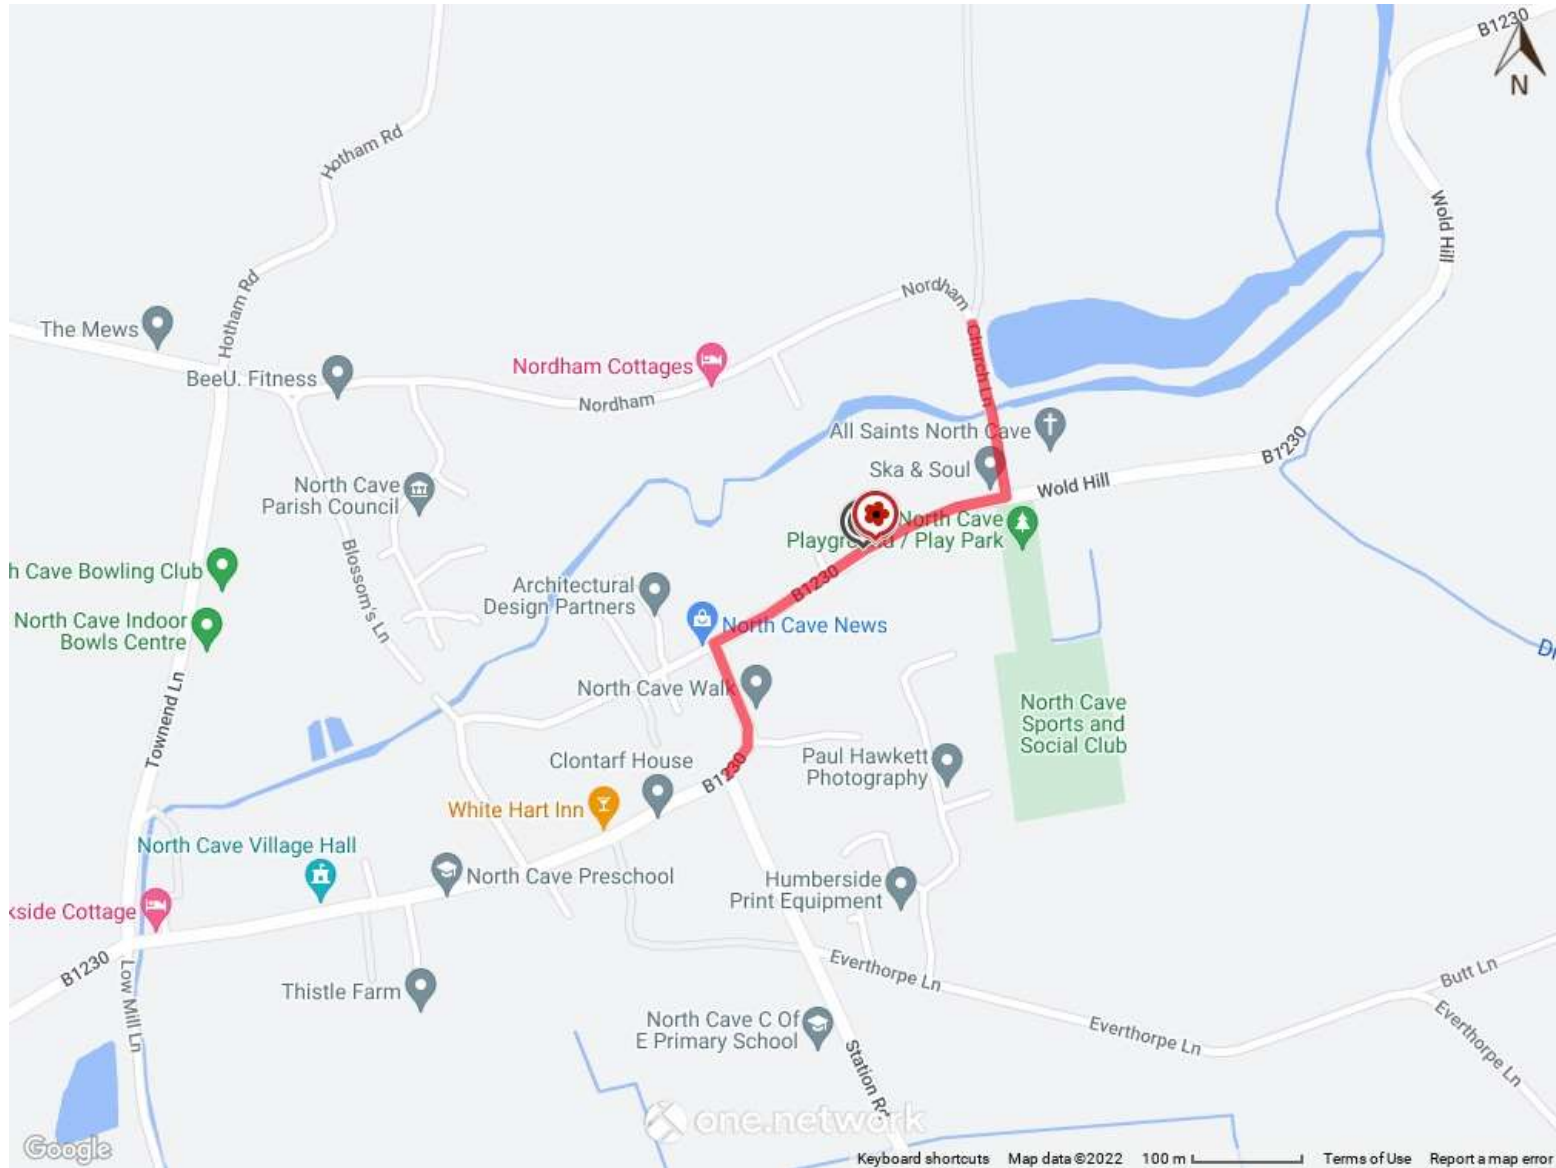 B1230
N
Hotham Rd
Wold Hill
Hotham Rd
Nordham
The Mews
Church Ln
BeeU. Fitness
Nordham Cottages
Nordham
All Saints North Cave
B1230
Ska & Soul
Wold Hill
North Cave
Parish Council
North Cave
Playground / Play Park
Blossom's Ln
h Cave Bowling Club
B1230
Architectural
Design Partners
North Cave Indoor
Bowls Centre
North Cave News
Townend Ln
North Cave Walk
North Cave
Sports and
Social Club
Clontarf House
B1230
Paul Hawkett
Photography
White Hart Inn
North Cave Village Hall
North Cave Preschool
Humberside
Print Equipment
kside Cottage
B1230
Low Mill Ln
Everthorpe Ln
Butt Ln
Thistle Farm
North Cave C Of
E Primary School
Everthorpe Ln
Everthorpe Ln
Station Rd
one.network
Google
Keyboard shortcuts Map data ©2022 100 m Terms of Use Report a map error